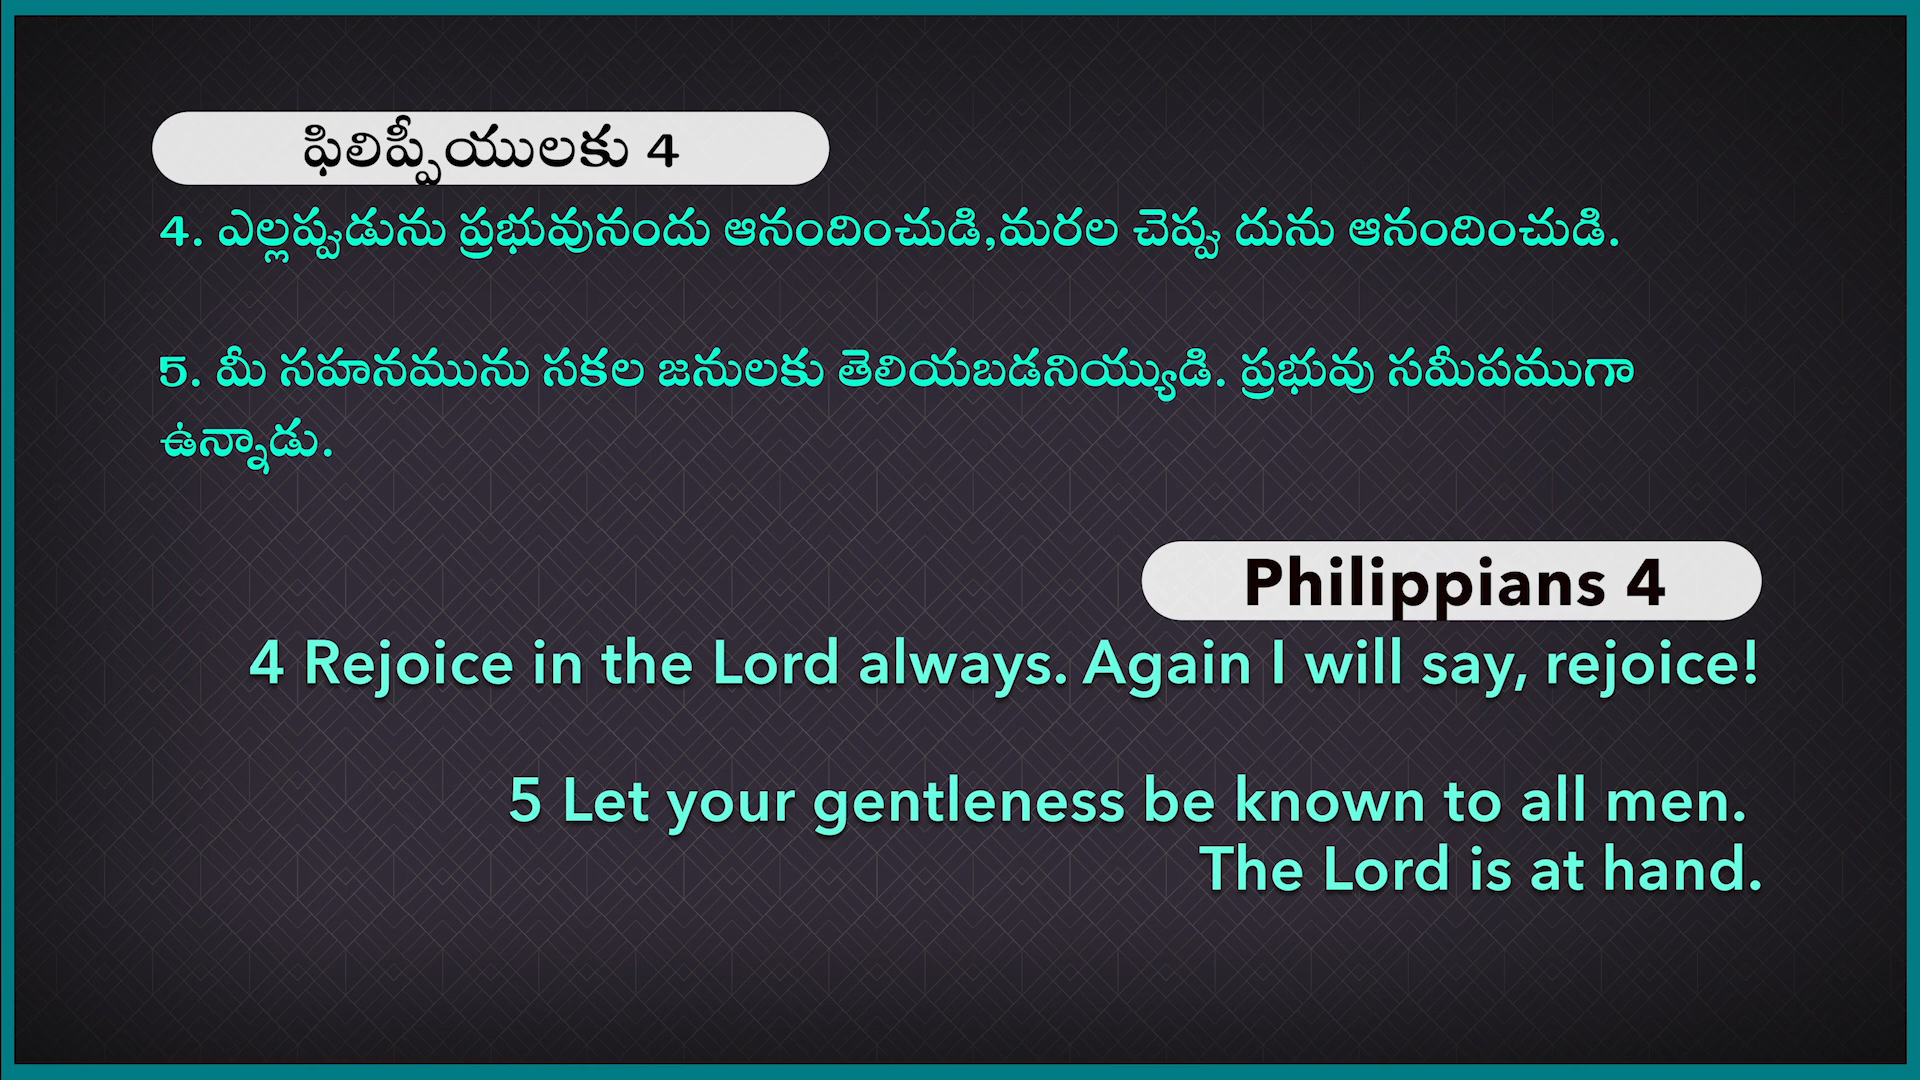 ఫిలిప్పీయులకు 4
4. ఎల్లప్పుడును ప్రభువునందు ఆనందించుడి,మరల చెప్పు దును ఆనందించుడి.
5. మీ సహనమును సకల జనులకు తెలియబడనియ్యుడి. ప్రభువు సమీపముగా
ఉన్నాడు.
Philippians 4
4 Rejoice in the Lord always. Again I will say, rejoice!
5 Let your gentleness be known to all men.
The Lord is at hand.